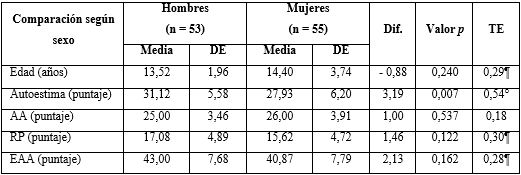 Comparación según sexo Hombres (n = 53) Mujeres (n = 55) Dif. Valor p TE
Media DE Media DE
Edad (años) 13,52 1,96 14,40 3,74 - 0,88 0,240 0,29¶
Autoestima (puntaje) 31,12 5,58 27,93 6,20 3,19 0,007 0,54°
AA (puntaje) 25,00 3,46 26,00 3,91 1,00 0,537 0,18
RP (puntaje) 17,08 4,89 15,62 4,72 1,46 0,122 0,30¶
EAA (puntaje) 43,00 7,68 40,87 7,79 2,13 0,162 0,28¶